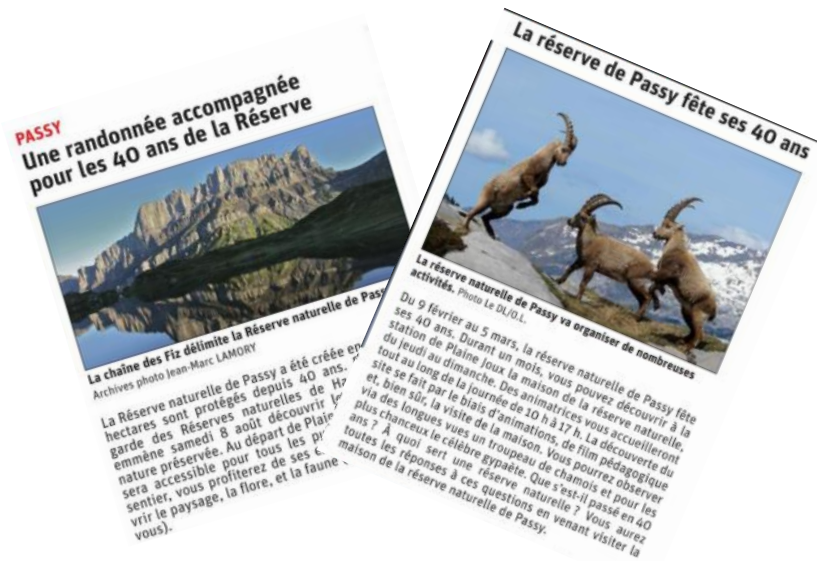 PASSY
Une randonnée accompagnée
pour les 40 ans de la Réserve
La chaîne des Fiz délimite la Réserve naturelle de
Archives photo Jean-Marc LAMORY
La Réserve naturelle de Passy a été créée en
hectares sont protégés depuis 40 ans.
garde des Réserves naturelles de
emmène samedi 8 août découvrir
nature préservée. Au départ de
sera accessible pour tous les
sentier, vous profiterez de ses
vrir le paysage, la flore, et la faune
vous).
La réserve de Passy fête ses 40 ans
La réserve naturelle de Passy va organiser de nombreuses
activités. Photo Le DL/O.L.
Du 9 février au 5 mars, la réserve naturelle de Passy fête
ses 40 ans. Durant un mois, vous pouvez découvrir à la
station de Plaine Joux la maison de la réserve naturelle,
du jeudi au dimanche. Des animatrices vous accueilleront
tout au long de la journée de 10 h à 17 h. La découverte du
site se fait par le biais d'animations, de film pédagogique
et, bien sûr, la visite de la maison. Vous pourrez observer
via des longues vues un troupeau de chamois et pour les
plus chanceux le célèbre gypaète. Que s'est-il passé en 40
ans ? À quoi sert une réserve naturelle ? Vous aurez
toutes les réponses à ces questions en venant visiter la
maison de la réserve naturelle de Passy.